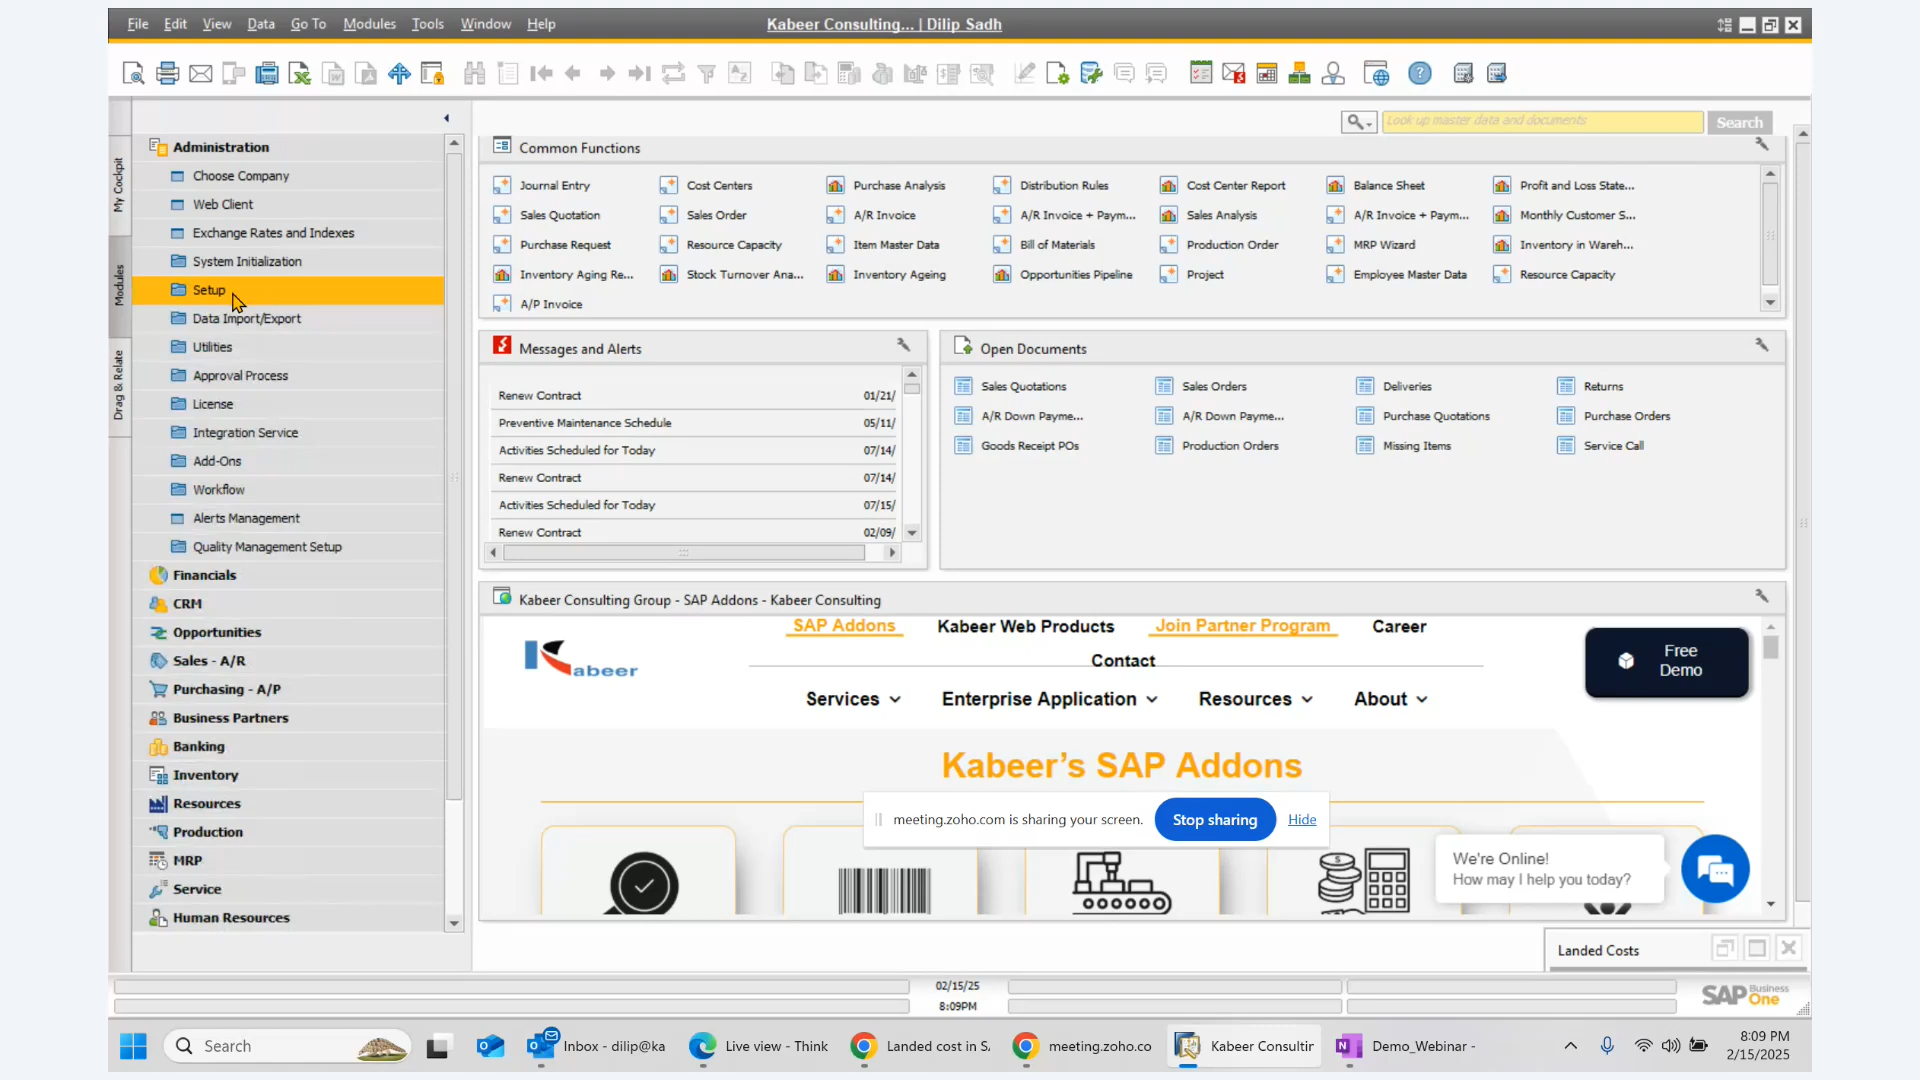 File Edit View Data Go To Modules Tools Window Help
Kabeer Consulting... | Dilip_Sadh
Look up master data and documents
Search
My Cockpit
Modules
Drag & Relate
Administration
Choose Company
Web Client
Exchange Rates and Indexes
System Initialization
Setup
Data Import/Export
Utilities
Approval Process
License
Integration Service
Add-Ons
Workflow
Alerts Management
Quality Management Setup
Financials
CRM
Opportunities
Sales - A/R
Purchasing - A/P
Business Partners
Banking
Inventory
Resources
Production
MRP
Service
Human Resources
Common Functions
Journal Entry Cost Centers Purchase Analysis Distribution Rules Cost Center Report Balance Sheet Profit and Loss State...
Sales Quotation Sales Order A/R Invoice A/R Invoice + Paym... Sales Analysis A/R Invoice + Paym... Monthly Customer S...
Purchase Request Resource Capacity Item Master Data Bill of Materials Production Order MRP Wizard Inventory in Wareh...
Inventory Aging Re... Stock Turnover Ana... Inventory Ageing Opportunities Pipeline Project Employee Master Data Resource Capacity
A/P Invoice
Messages and Alerts
Renew Contract 01/21/
Preventive Maintenance Schedule 05/11/
Activities Scheduled for Today 07/14/
Renew Contract 07/14/
Activities Scheduled for Today 07/15/
Renew Contract 02/09/
Open Documents
Sales Quotations Sales Orders Deliveries Returns
A/R Down Payme... A/R Down Payme... Purchase Quotations Purchase Orders
Goods Receipt POs Production Orders Missing Items Service Call
Kabeer Consulting Group - SAP Addons - Kabeer Consulting
Kabeer
SAP Addons Kabeer Web Products Join Partner Program Career
Contact
Free
Demo
Services Enterprise Application Resources About
Kabeer's SAP Addons
meeting.zoho.com is sharing your screen. Stop sharing Hide
We're Online!
How may I help you today?
Landed Costs
02/15/25
8:09PM
SAP Business One
Search
Inbox - dilip@ka
Live view - Think
Landed cost in S.
meeting.zoho.co
Kabeer Consultin
Demo_Webinar -
8:09 PM
2/15/2025